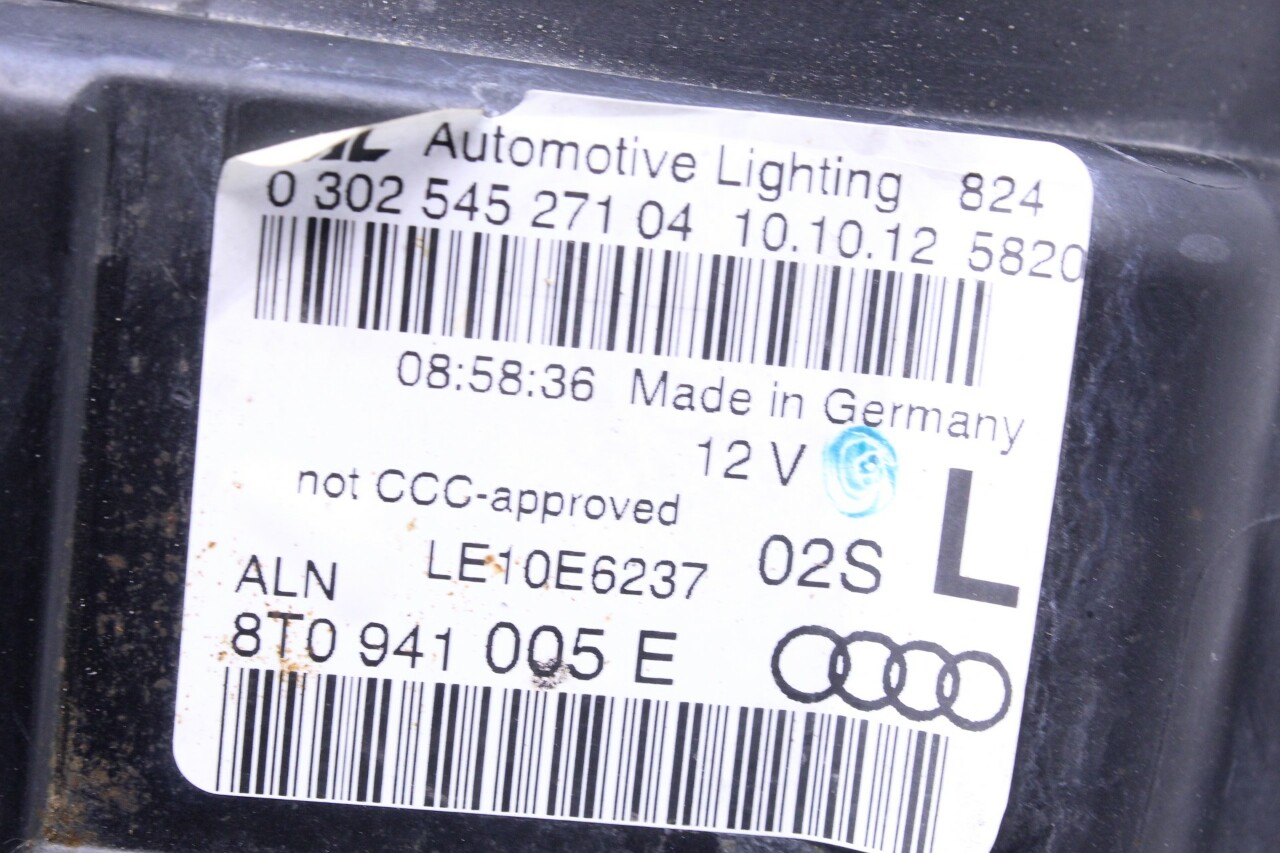 Automotive Lighting 824
0 302 545 271 04 10.10.12 5820
08:58:36 Made in Germany
12 V
not CCC-approved
L
ALN LE10E6237 02S
8T0 941 005 E